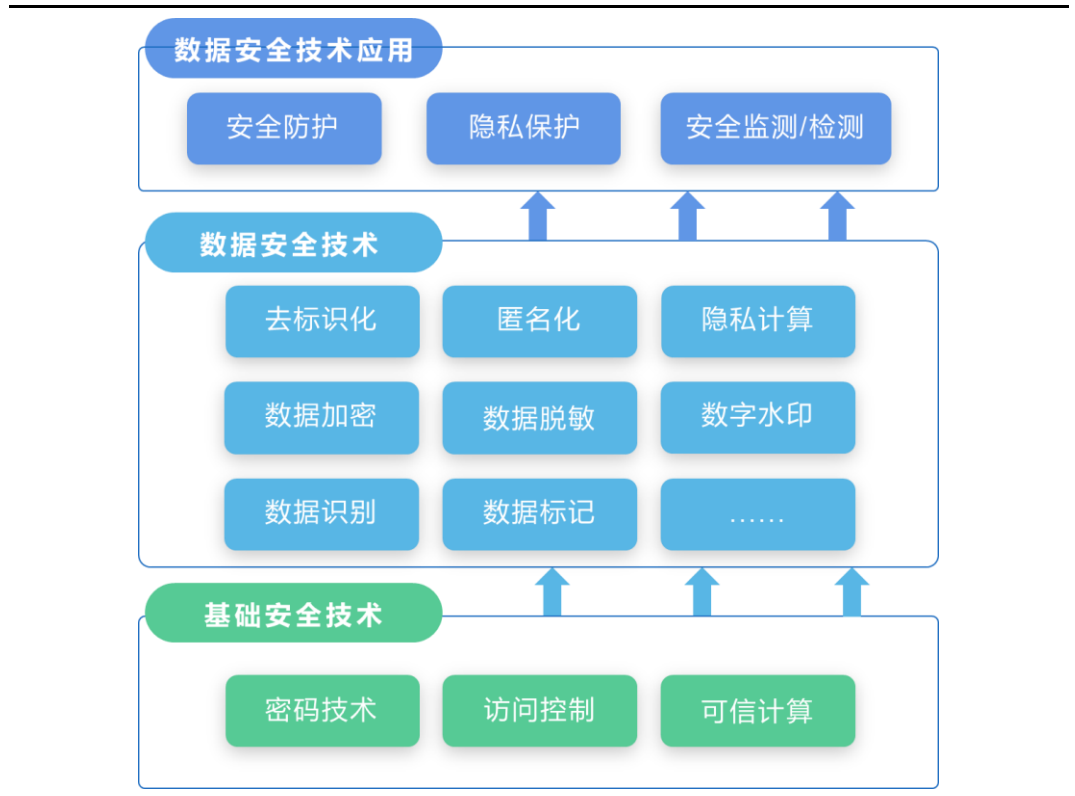 数据安全技术应用
安全防护 隐私保护 安全监测/检测
数据安全技术
去标识化 匿名化 隐私计算
数据加密 数据脱敏 数字水印
数据识别 数据标记 ……
基础安全技术
密码技术 访问控制 可信计算